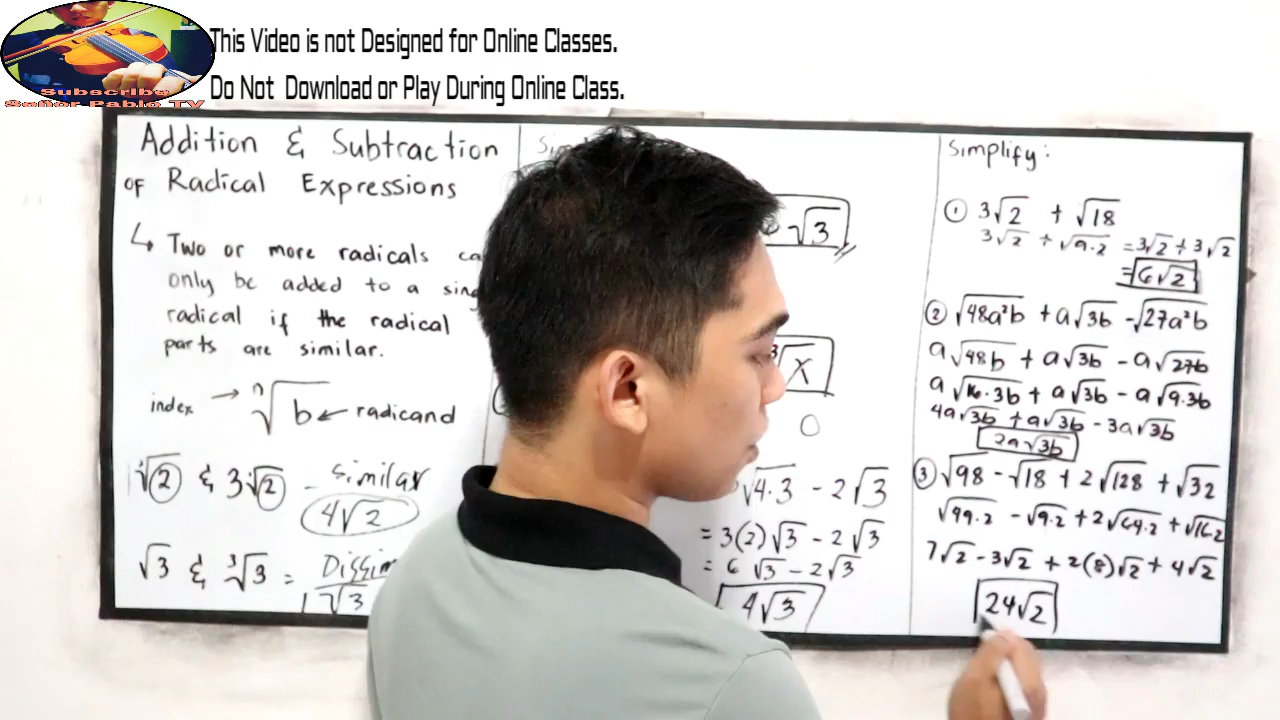 This Video is not Designed for Online Classes.
Do Not Download or Play During Online Class.
Subscribe
Señor Pablo TV
Addition & Subtraction
of Radical Expressions
↳ Two or more radicals
only be added to a
radical if the radical
parts are similar.
index → ⁿ√b ← radicand
²√2 & 3²√2 - similar
4√2
√3 & ³√3 =
√3
√3
³√x
0
√4·3 - 2√3
= 3(2)√3 - 2√3
= 6√3 - 2√3
4√3
Simplify:
① 3√2 + √18
3√2 + √9·2 = 3√2 + 3√2
= 6√2
② √48a²b + a√3b - √27a²b
a√48b + a√3b - a√27b
a√16·3b + a√3b - a√9·3b
4a√3b + a√3b - 3a√3b
2a√3b
③ √98 - √18 + 2√128 + √32
- √9·2 + 2√64·2 + √16·2
7√2 - 3√2 + 2(8)√2 + 4√2
24√2